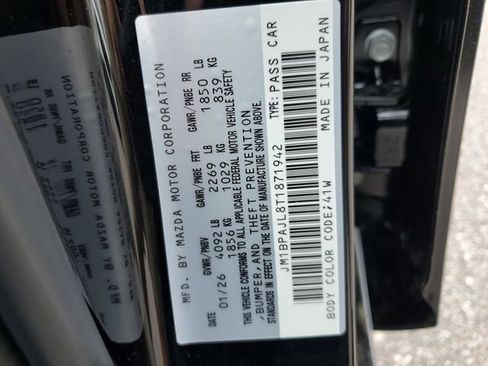 MFD. BY MAZDA MOTOR CORPORATION
GVWR/PNBV GAWR/PNBE FRT GAWR/PNBE RR
DATE 4092 LB 2269 LB 1850 LB
01/26 1856 KG 1029 KG 839 KG
THIS VEHICLE CONFORMS TO ALL APPLICABLE FEDERAL MOTOR VEHICLE SAFETY
,BUMPER,AND THEFT PREVENTION
STANDARDS IN EFFECT ON THE DATE OF MANUFACTURE SHOWN ABOVE.
JM1BPAJL8T1871942 TYPE: PASS CAR
BODY COLOR CODE;41W MADE IN JAPAN